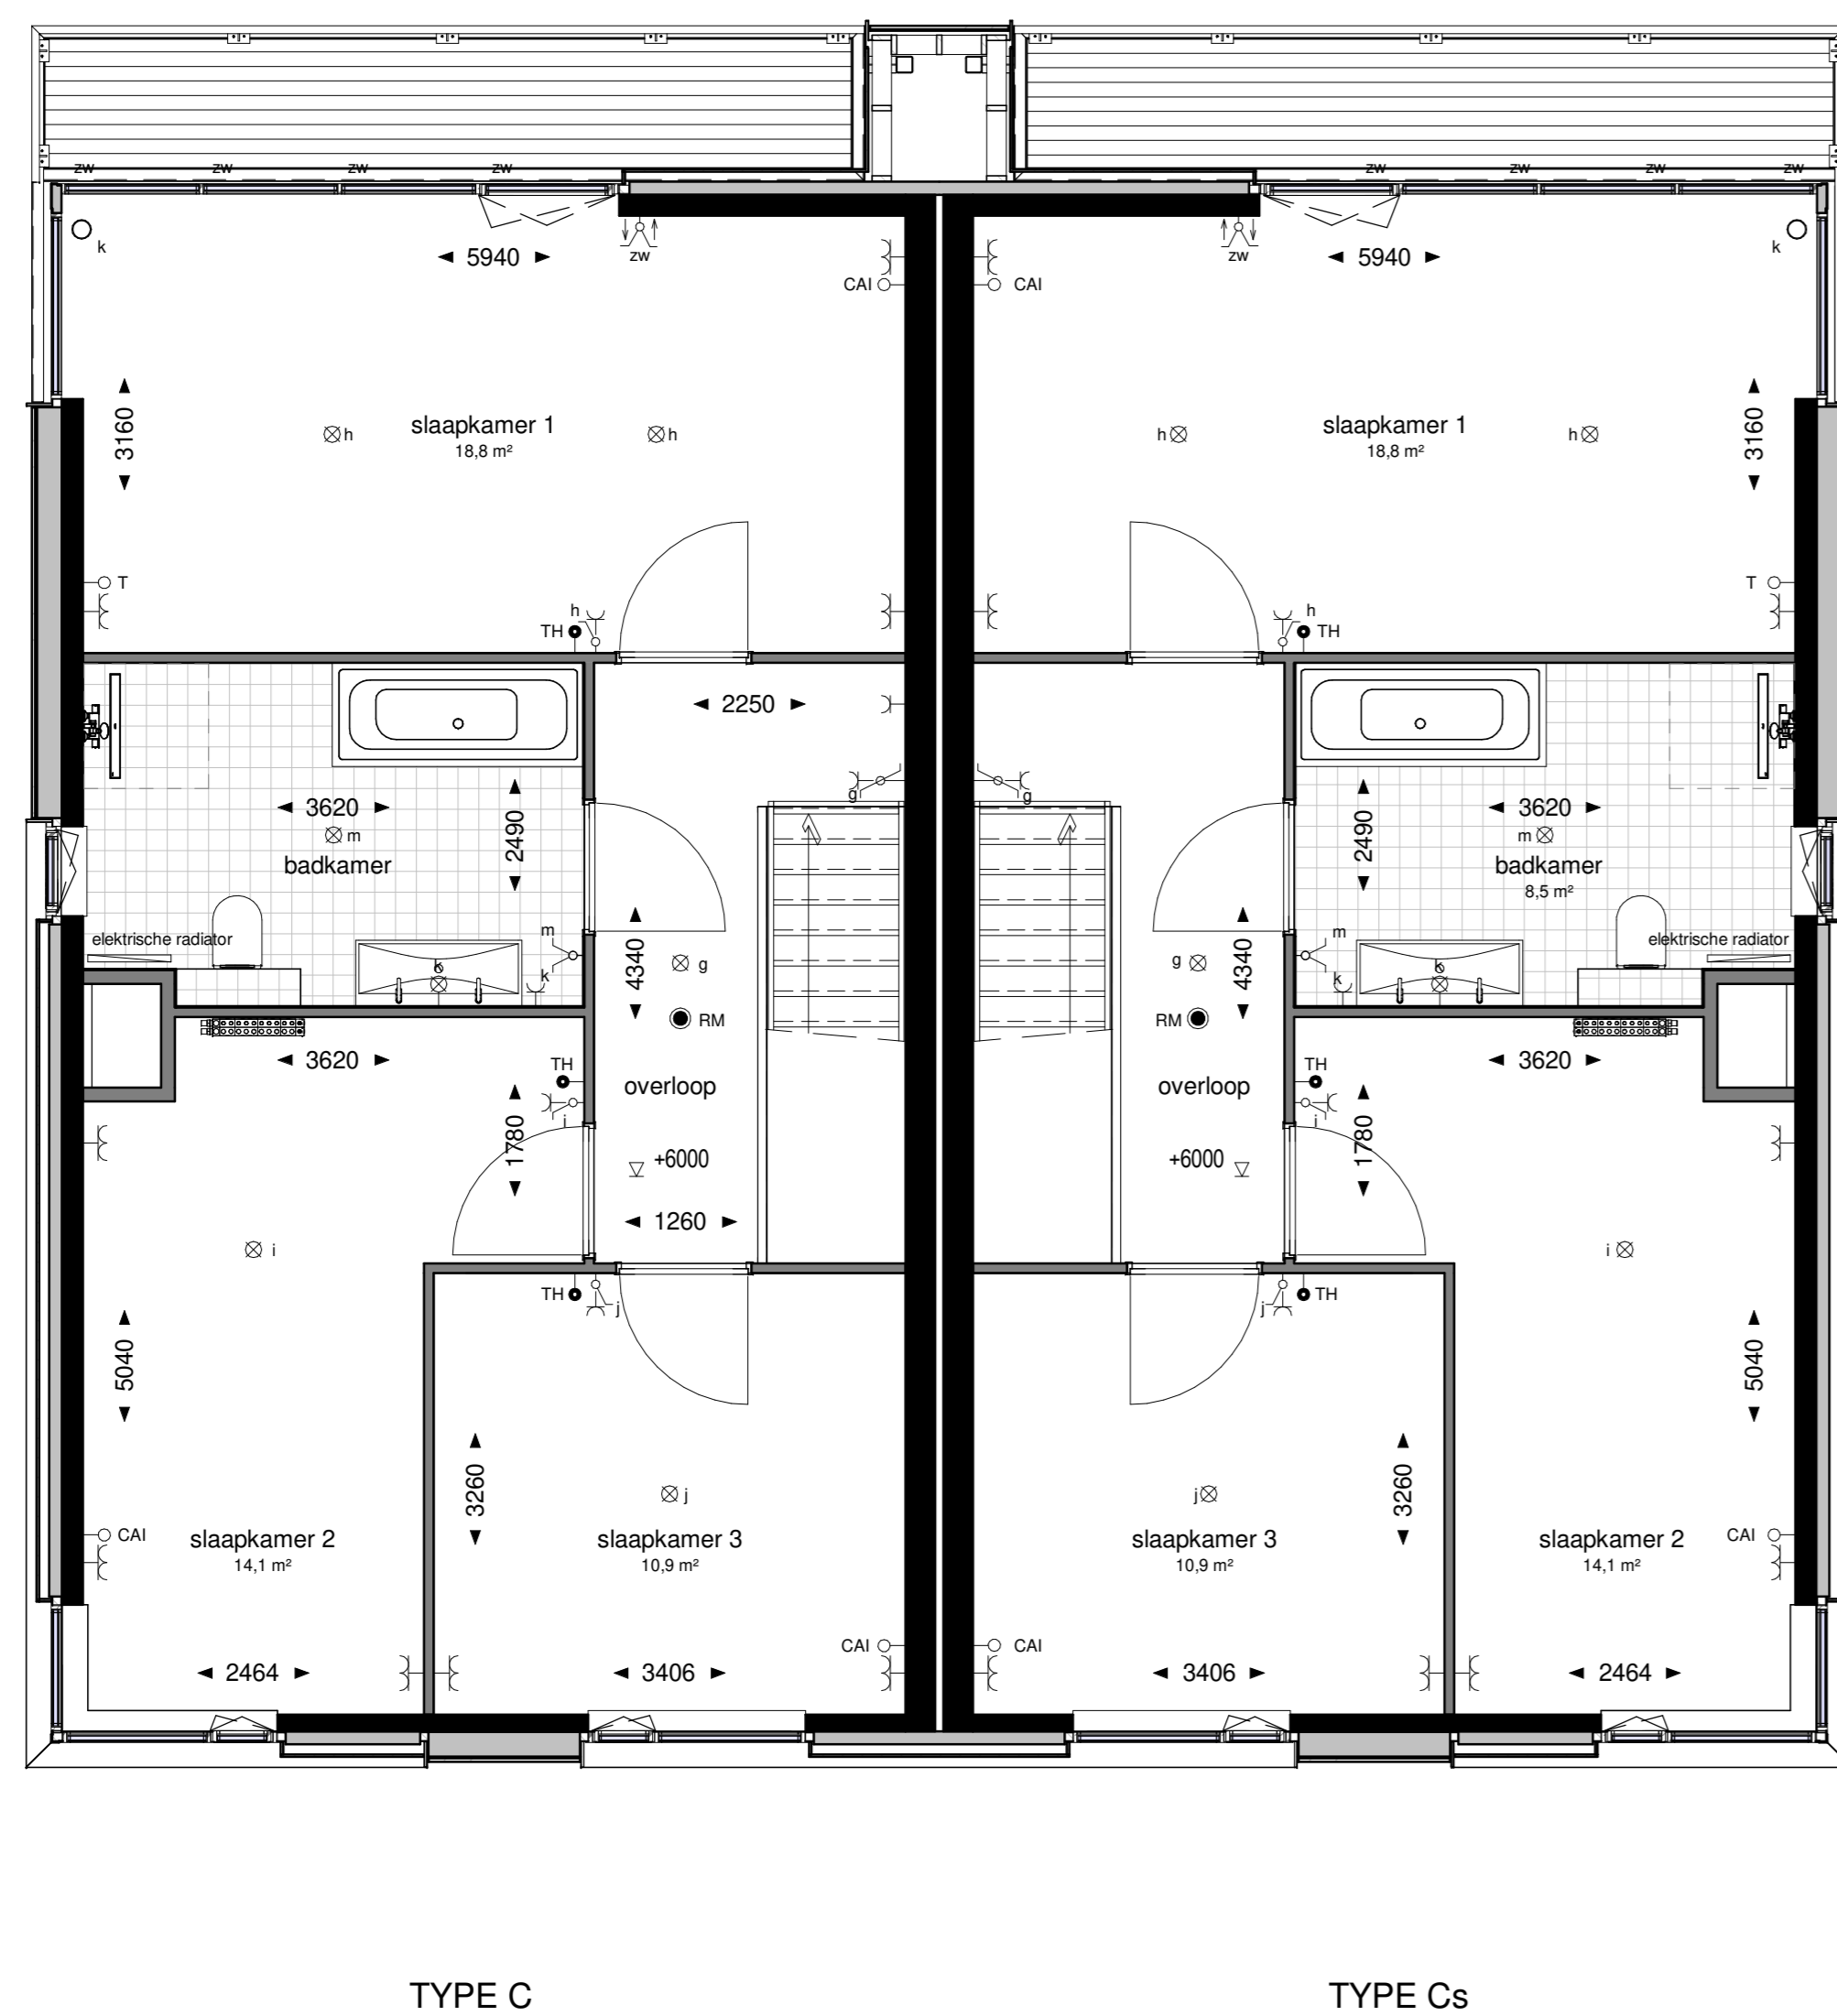 zw zw zw zw zw zw zw zw
k k
5940 zw zw 5940
CAI CAI
3160 3160
slaapkamer 1 slaapkamer 1
h h h h
18,8 m² 18,8 m²
T T
h h
TH TH
2250
g g
3620 3620
2490 2490
m m
badkamer badkamer
8,5 m²
m m
elektrische radiator elektrische radiator
k k k k
4340 g g 4340
RM RM
3620 TH TH 3620
overloop overloop
i i
1780 1780
+6000 +6000
1260
i i
TH j j TH
5040 5040
3260 3260
j j
CAI CAI
slaapkamer 2 slaapkamer 3 slaapkamer 3 slaapkamer 2
14,1 m² 10,9 m² 10,9 m² 14,1 m²
CAI CAI
2464 3406 3406 2464
TYPE C TYPE Cs